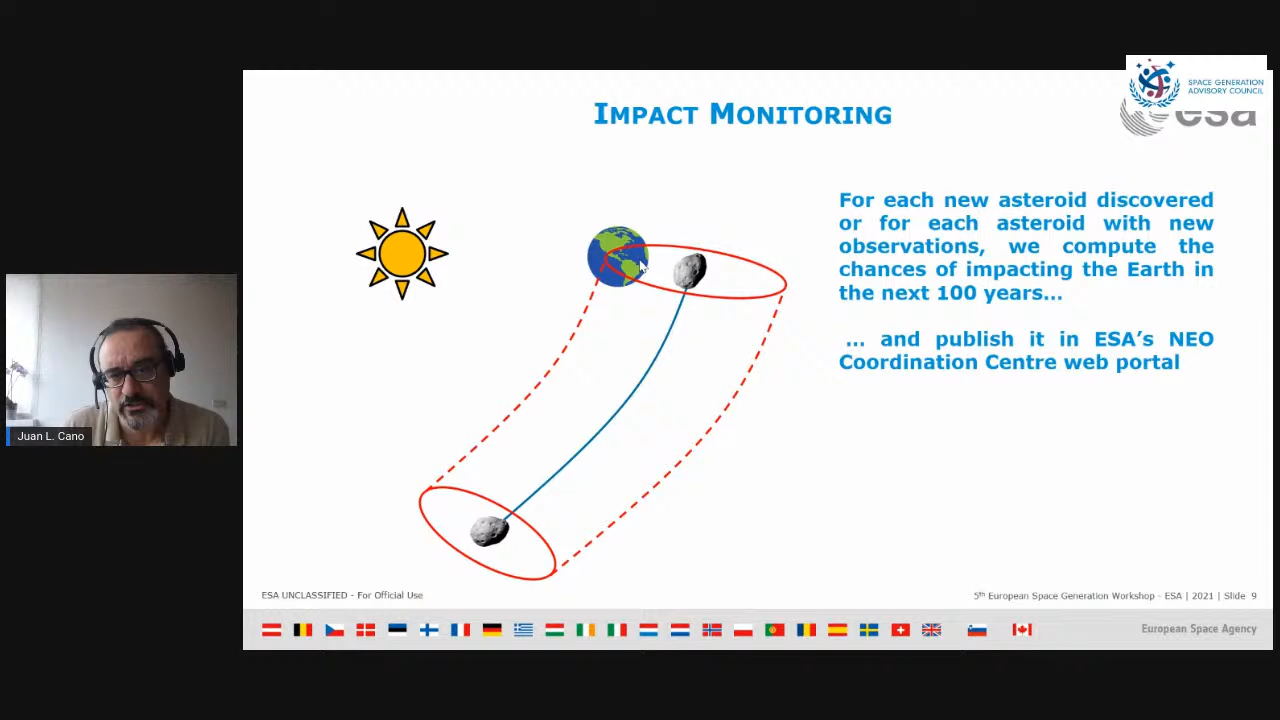 SPACE GENERATION
ADVISORY COUNCIL
esa
IMPACT MONITORING
For each new asteroid discovered
or for each asteroid with new
observations, we compute the
chances of impacting the Earth in
the next 100 years…
… and publish it in ESA’s NEO
Coordination Centre web portal
Juan L. Cano
ESA UNCLASSIFIED - For Official Use
5th European Space Generation Workshop - ESA | 2021 | Slide 9
European Space Agency